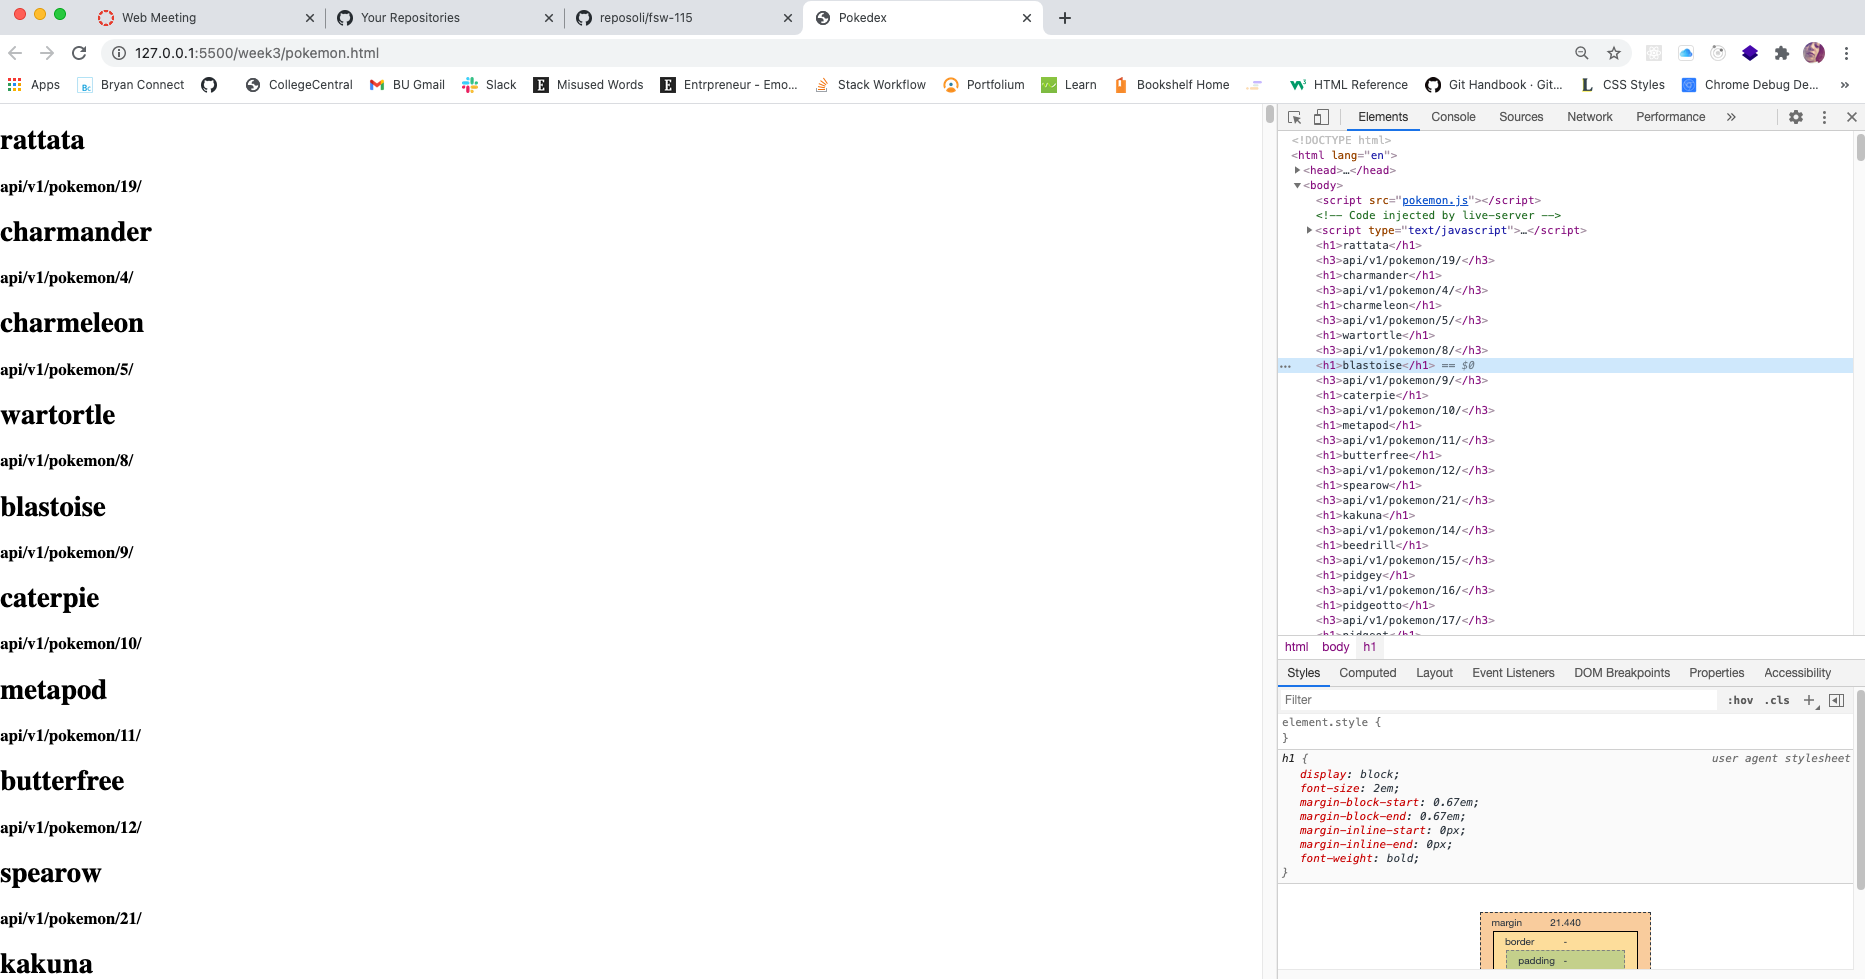 Web Meeting
Your Repositories
reposoli/fsw-115
Pokedex
127.0.0.1:5500/week3/pokemon.html
Apps Bryan Connect CollegeCentral BU Gmail Slack Misused Words Entrpreneur - Emo... Stack Workflow Portfolium Learn Bookshelf Home HTML Reference Git Handbook · Git... CSS Styles Chrome Debug De... »
rattata
api/v1/pokemon/19/
charmander
api/v1/pokemon/4/
charmeleon
api/v1/pokemon/5/
wartortle
api/v1/pokemon/8/
blastoise
api/v1/pokemon/9/
caterpie
api/v1/pokemon/10/
metapod
api/v1/pokemon/11/
butterfree
api/v1/pokemon/12/
spearow
api/v1/pokemon/21/
kakuna
Elements Console Sources Network Performance »
<!DOCTYPE html>
<html lang="en">
<head>…</head>
<body>
<script src="pokemon.js"></script>
<!-- Code injected by live-server -->
<script type="text/javascript">…</script>
<h1>rattata</h1>
<h3>api/v1/pokemon/19/</h3>
<h1>charmander</h1>
<h3>api/v1/pokemon/4/</h3>
<h1>charmeleon</h1>
<h3>api/v1/pokemon/5/</h3>
<h1>wartortle</h1>
<h3>api/v1/pokemon/8/</h3>
<h1>blastoise</h1> == $0
<h3>api/v1/pokemon/9/</h3>
<h1>caterpie</h1>
<h3>api/v1/pokemon/10/</h3>
<h1>metapod</h1>
<h3>api/v1/pokemon/11/</h3>
<h1>butterfree</h1>
<h3>api/v1/pokemon/12/</h3>
<h1>spearow</h1>
<h3>api/v1/pokemon/21/</h3>
<h1>kakuna</h1>
<h3>api/v1/pokemon/14/</h3>
<h1>beedrill</h1>
<h3>api/v1/pokemon/15/</h3>
<h1>pidgey</h1>
<h3>api/v1/pokemon/16/</h3>
<h1>pidgeotto</h1>
<h3>api/v1/pokemon/17/</h3>
<h1>pidgeot</h1>
html body h1
Styles Computed Layout Event Listeners DOM Breakpoints Properties Accessibility
Filter :hov .cls +
element.style {
}
h1 { user agent stylesheet
display: block;
font-size: 2em;
margin-block-start: 0.67em;
margin-block-end: 0.67em;
margin-inline-start: 0px;
margin-inline-end: 0px;
font-weight: bold;
}
margin 21.440
border -
padding -